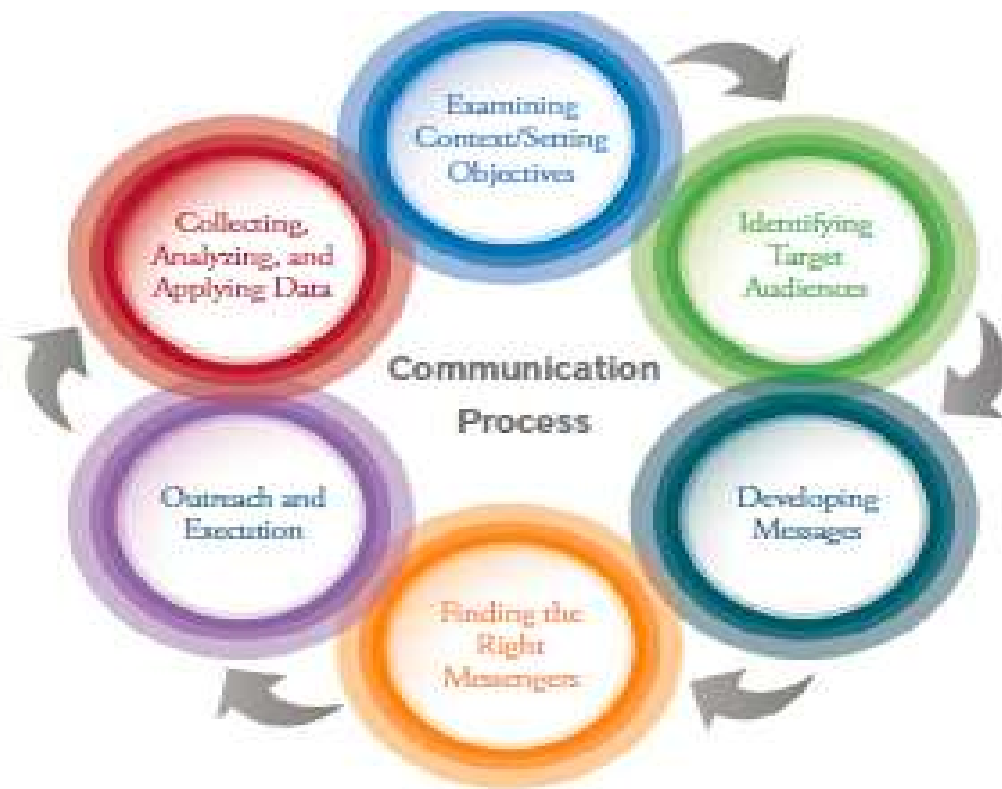 Examining
Context/Setting
Objectives
Identifying
Target
Audiences
Developing
Messages
Finding the
Right
Messengers
Outreach and
Execution
Collecting,
Analyzing, and
Applying Data
Communication
Process